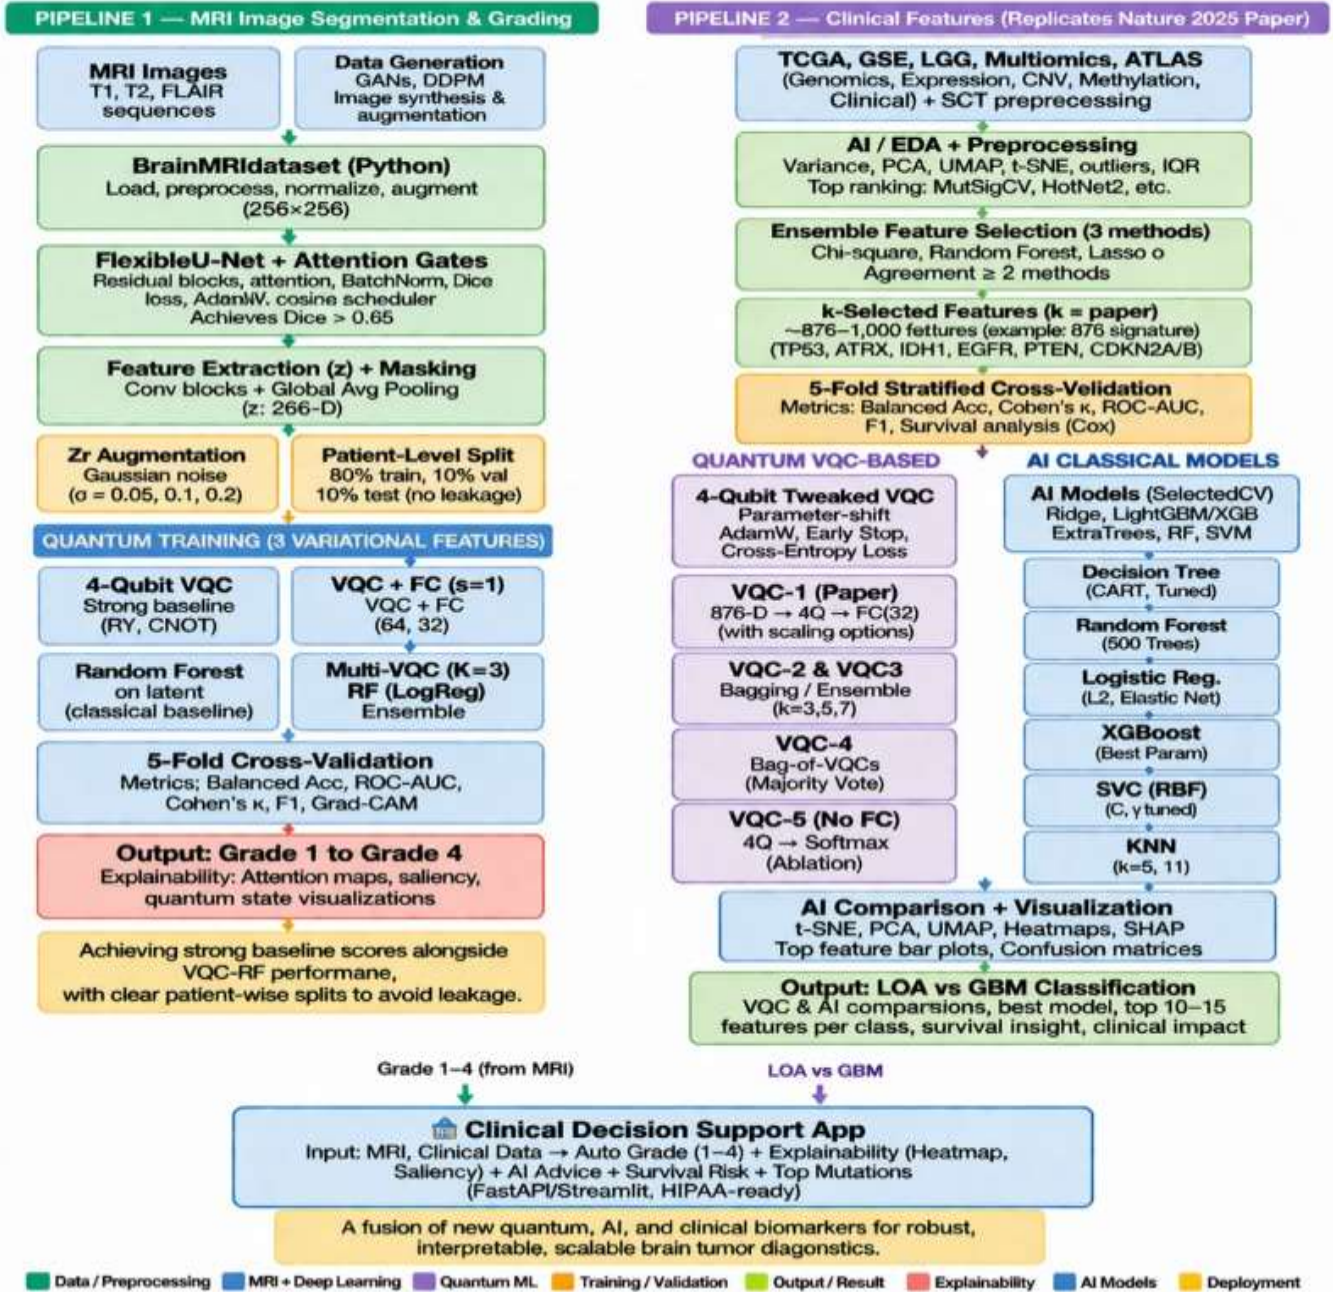 PIPELINE 1 — MRI Image Segmentation & Grading
MRI Images
T1, T2, FLAIR
sequences
Data Generation
GANs, DDPM
Image synthesis &
augmentation
BrainMRIdataset (Python)
Load, preprocess, normalize, augment
(256×256)
FlexibleU-Net + Attention Gates
Residual blocks, attention, BatchNorm, Dice
loss, AdamW. cosine scheduler
Achieves Dice > 0.65
Feature Extraction (z) + Masking
Conv blocks + Global Avg Pooling
(z: 266-D)
Zr Augmentation
Gaussian noise
(σ = 0.05, 0.1, 0.2)
Patient-Level Split
80% train, 10% val
10% test (no leakage)
QUANTUM TRAINING (3 VARIATIONAL FEATURES)
4-Qubit VQC
Strong baseline
(RY, CNOT)
VQC + FC (s=1)
VQC + FC
(64, 32)
Random Forest
on latent
(classical baseline)
Multi-VQC (K=3)
RF (LogReg)
Ensemble
5-Fold Cross-Validation
Metrics; Balanced Acc, ROC-AUC,
Cohen's κ, F1, Grad-CAM
Output: Grade 1 to Grade 4
Explainability: Attention maps, saliency,
quantum state visualizations
Achieving strong baseline scores alongside
VQC-RF performane,
with clear patient-wise splits to avoid leakage.
PIPELINE 2 — Clinical Features (Replicates Nature 2025 Paper)
TCGA, GSE, LGG, Multiomics, ATLAS
(Genomics, Expression, CNV, Methylation,
Clinical) + SCT prepreccessing
AI / EDA + Preprocessing
Variance, PCA, UMAP, t-SNE, outliers, IQR
Top ranking: MutSigCV, HotNet2, etc.
Ensemble Feature Selection (3 methods)
Chi-square, Random Forest, Lasso o
Agreement ≥ 2 methods
k-Selected Features (k = paper)
~876–1,000 fettures (example: 876 signature)
(TP53, ATRX, IDH1, EGFR, PTEN, CDKN2A/B)
5-Fold Stratified Cross-Velidation
Metrics: Balanced Acc, Cohen's κ, ROC-AUC,
F1, Survival analysis (Cox)
QUANTUM VQC-BASED
4-Qubit Tweaked VQC
Parameter-shift
AdamW, Early Stop,
Cross-Entropy Loss
VQC-1 (Paper)
876-D → 4Q → FC(32)
(with scaling options)
VQC-2 & VQC3
Bagging / Ensemble
(k=3,5,7)
VQC-4
Bag-of-VQCs
(Majority Vote)
VQC-5 (No FC)
4Q → Softmax
(Ablation)
AI CLASSICAL MODELS
AI Models (SelectedCV)
Ridge, LightGBM/XGB
ExtraTrees, RF, SVM
Decision Tree
(CART, Tuned)
Random Forest
(500 Trees)
Logistic Reg.
(L2, Elastic Net)
XGBoost
(Best Param)
SVC (RBF)
(C, γ tuned)
KNN
(k=5, 11)
AI Comparison + Visualization
t-SNE, PCA, UMAP, Heatmaps, SHAP
Top feature bar plots, Confusion matrices
Output: LOA vs GBM Classification
VQC & AI comparsions, best model, top 10–15
features per class, survival insight, clinical impact
Grade 1–4 (from MRI)
LOA vs GBM
Clinical Decision Support App
Input: MRI, Clinical Data → Auto Grade (1–4) + Explainability (Heatmap,
Saliency) + AI Advice + Survival Risk + Top Mutations
(FastAPI/Streamlit, HIPAA-ready)
A fusion of new quantum, AI, and clinical biomarkers for robust,
interpretable, scalable brain tumor diagonstics.
Data / Preprocessing
MRI + Deep Learning
Quantum ML
Training / Validation
Output / Result
Explainability
AI Models
Deployment